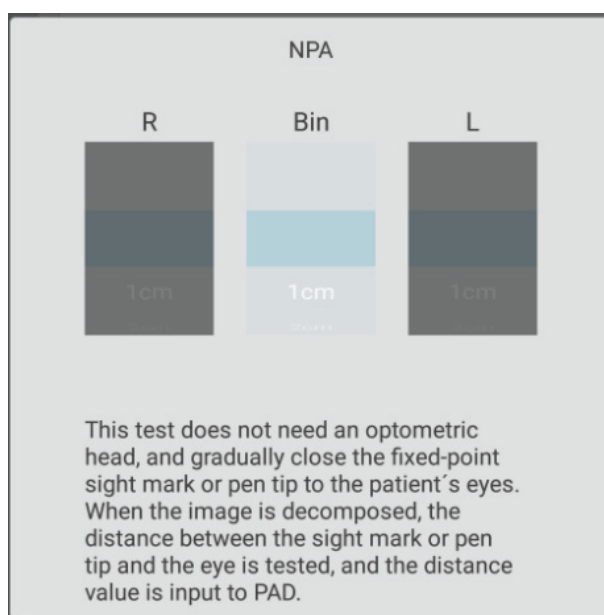 NPA
R Bin L
1cm 1cm 1cm
This test does not need an optometric
head, and gradually close the fixed-point
sight mark or pen tip to the patient´s eyes.
When the image is decomposed, the
distance between the sight mark or pen
tip and the eye is tested, and the distance
value is input to PAD.